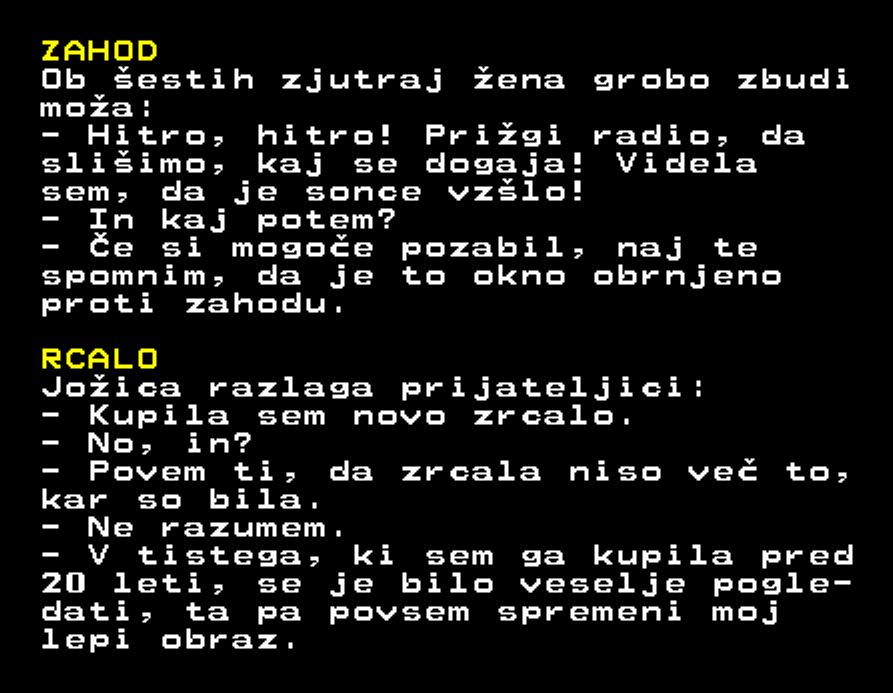 ZAHOD
Ob šestih zjutraj žena grobo zbudi
moža:
- Hitro, hitro! Prižgi radio, da
slišimo, kaj se dogaja! Videla
sem, da je sonce vzšlo!
- In kaj potem?
- Če si mogoče pozabil, naj te
spomnim, da je to okno obrnjeno
proti zahodu.

RCALO
Jožica razlaga prijateljici:
- Kupila sem novo zrcalo.
- No, in?
- Povem ti, da zrcala niso več to,
kar so bila.
- Ne razumem.
- V tistega, ki sem ga kupila pred
20 leti, se je bilo veselje pogle-
dati, ta pa povsem spremeni moj
lepi obraz.